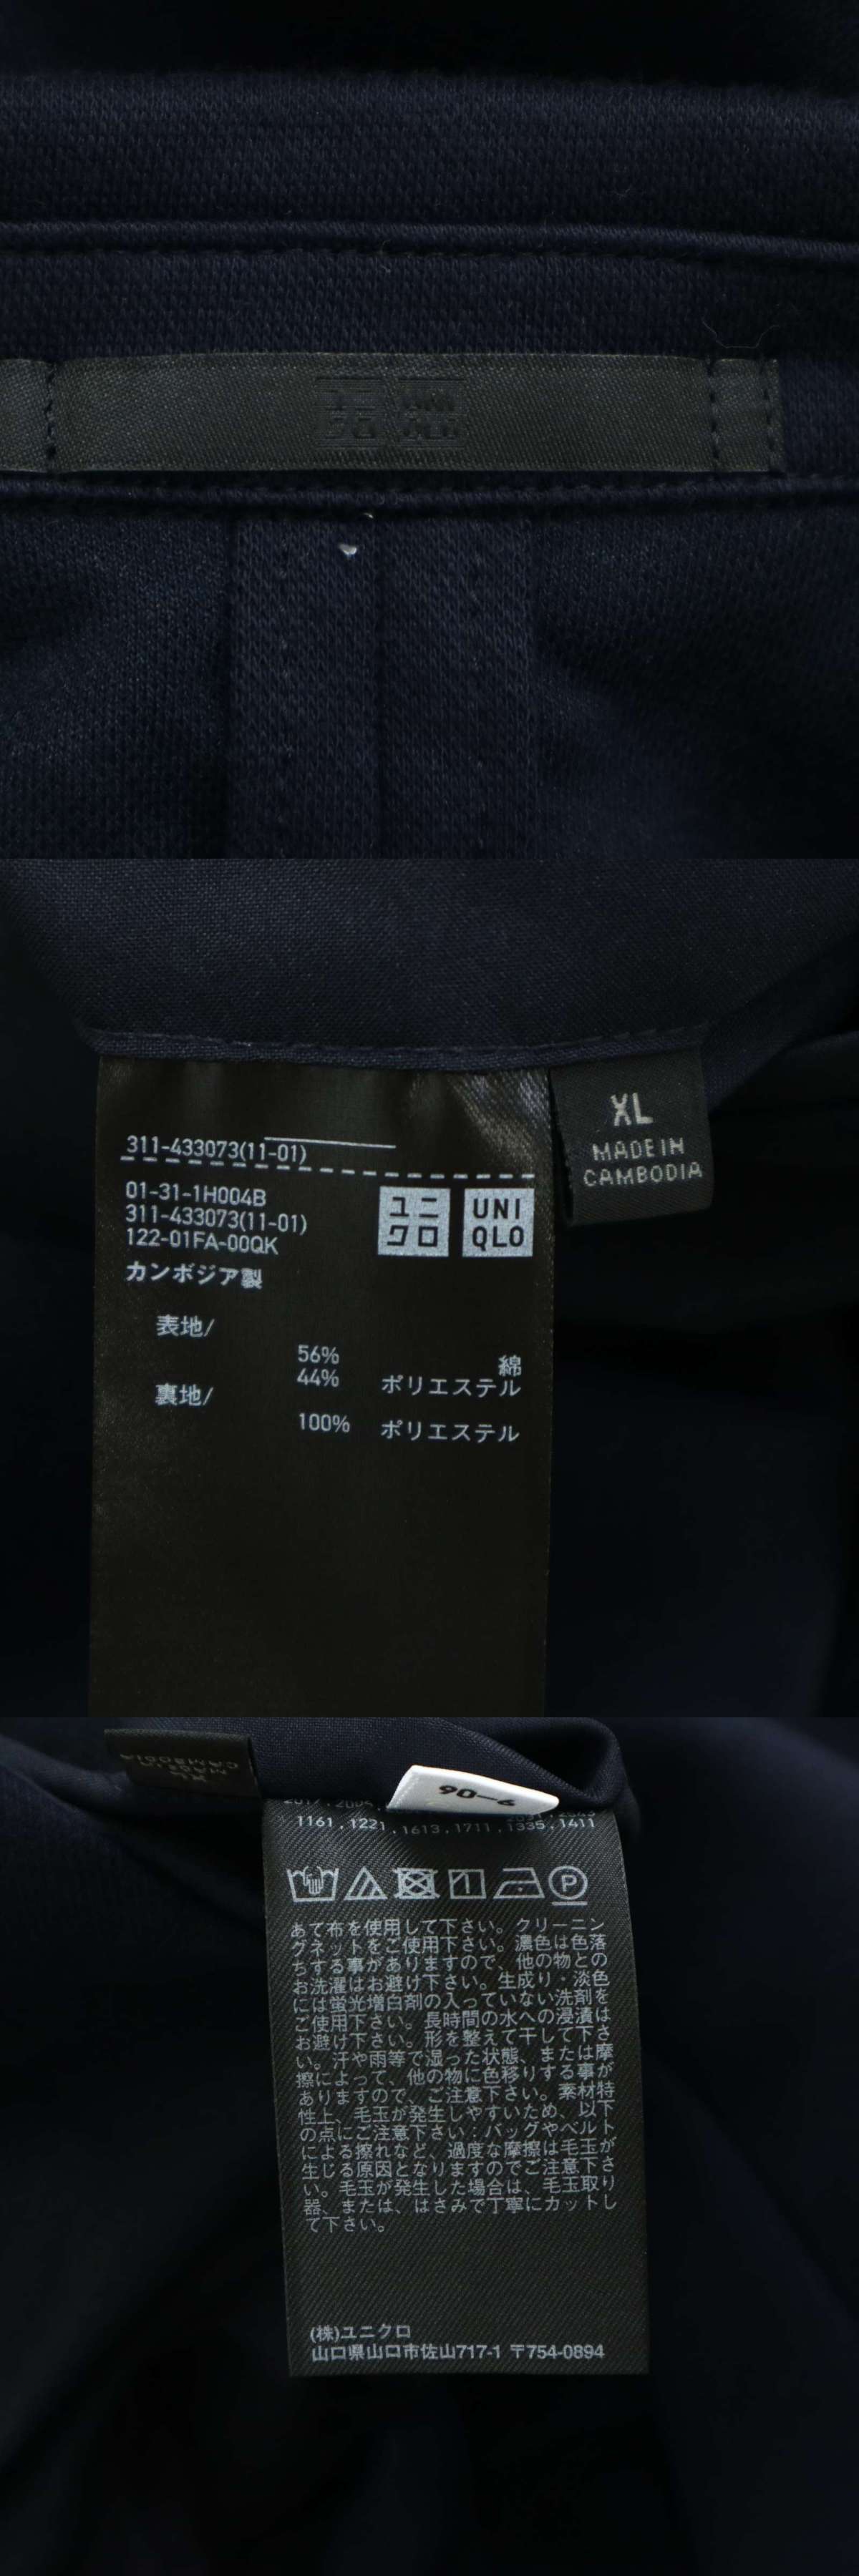 ユニ
クロ
UNI
QLO
311-433073(11-01)
01-31-1H004B
311-433073(11-01)
122-01FA-00QK
ユニ
クロ
UNI
QLO
カンボジア製
表地/
56% 綿
44% ポリエステル
裏地/
100% ポリエステル
XL
MADE IN
CAMBODIA
XL
MADE IN
CAMBODIA
1161,1221,1613,1711,1335,1411
あて布を使用して下さい。クリーニン
グネットをご使用下さい。濃色は色落
ちする事がありますので、他の物との
お洗濯はお避け下さい。生成り・淡色
には蛍光増白剤の入っていない洗剤を
ご使用下さい。長時間の水への浸漬は
お避け下さい。形を整えて干して下さ
い。汗や雨等で湿った状態、または摩
擦によって、他の物に色移りする事が
ありますので、ご注意下さい。素材特
性上、毛玉が発生しやすいため、以下
の点にご注意下さい：バッグやベルト
による擦れなど、過度な摩擦は毛玉が
生じる原因となりますのでご注意下さ
い。毛玉が発生した場合は、毛玉取り
器、または、はさみで丁寧にカットし
て下さい。
(株)ユニクロ
山口県山口市佐山717-1 〒754-0894